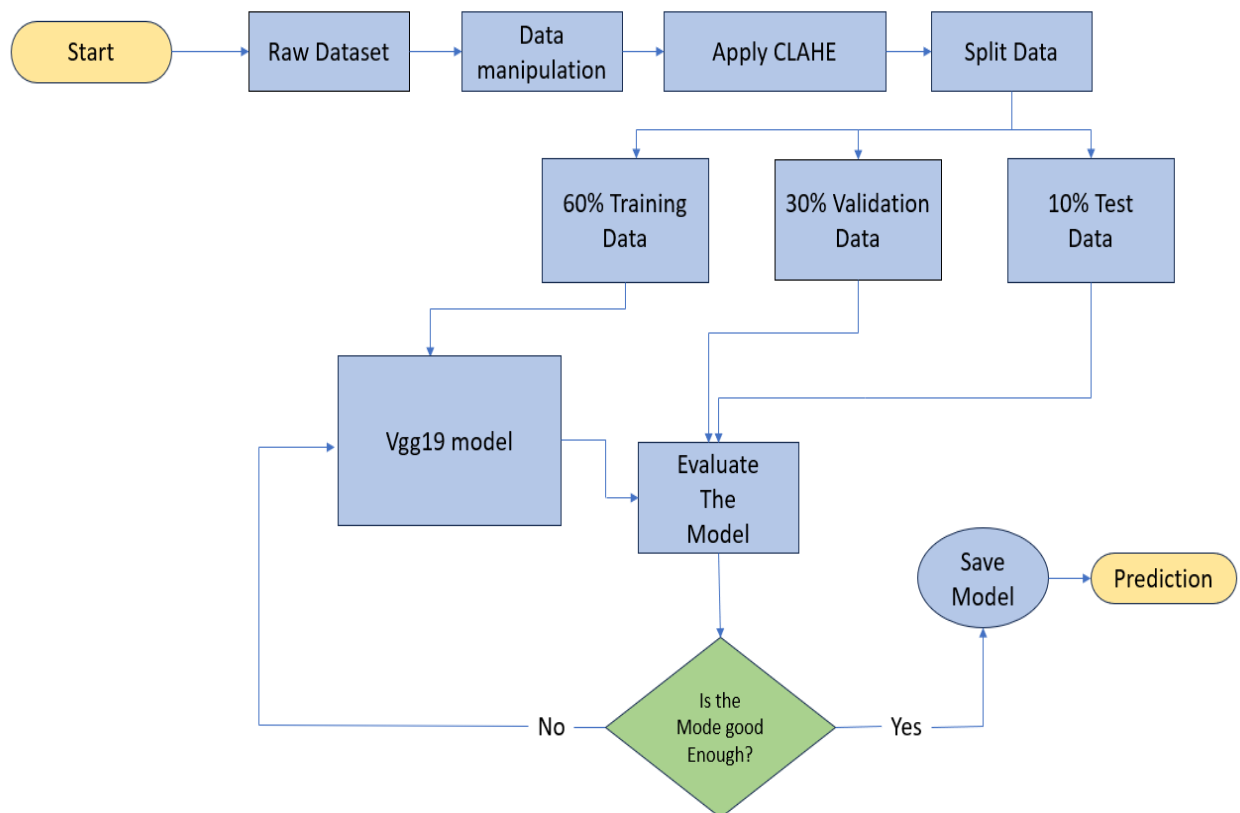 Start
Raw Dataset
Data
manipulation
Apply CLAHE
Split Data
60% Training
Data
30% Validation
Data
10% Test
Data
Vgg19 model
Evaluate
The
Model
Save
Model
Prediction
Is the
Mode good
Enough?
No
Yes